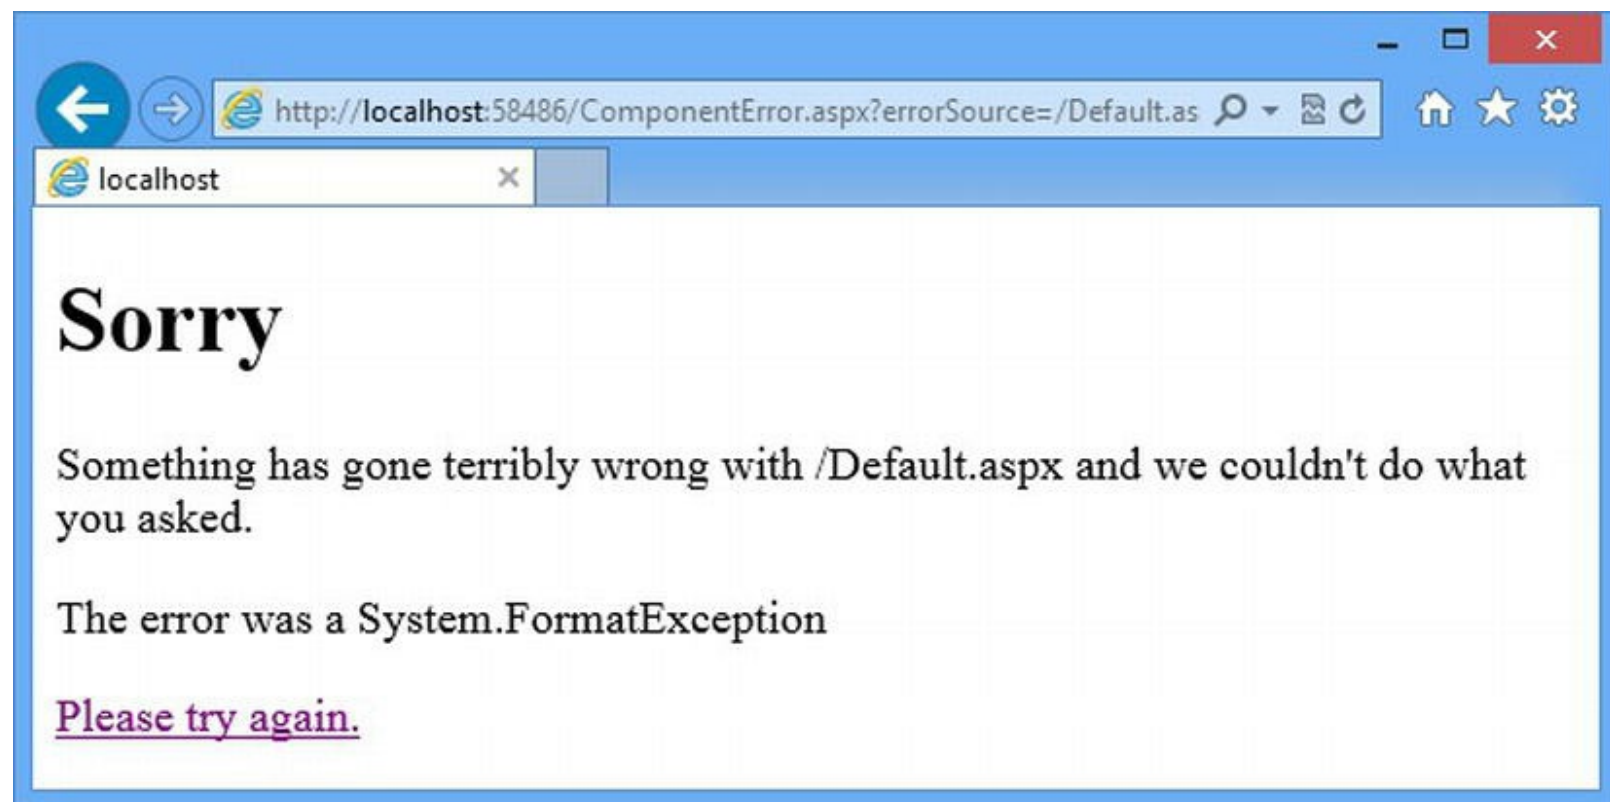 http://localhost:58486/ComponentError.aspx?errorSource=/Default.as
localhost
Sorry
Something has gone terribly wrong with /Default.aspx and we couldn't do what
you asked.
The error was a System.FormatException
Please try again.